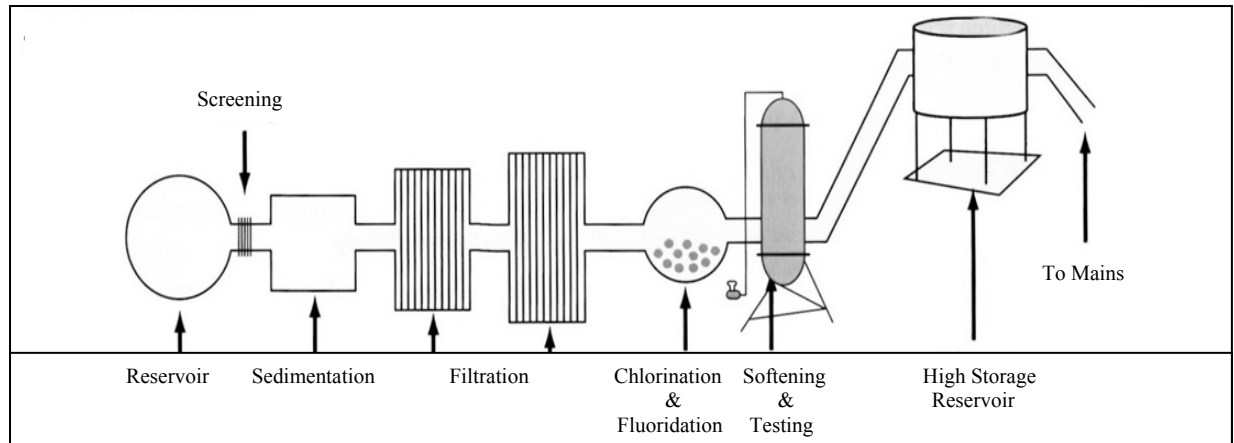 Screening
To Mains
Reservoir
Sedimentation
Filtration
Chlorination
&
Fluoridation
Softening
&
Testing
High Storage
Reservoir